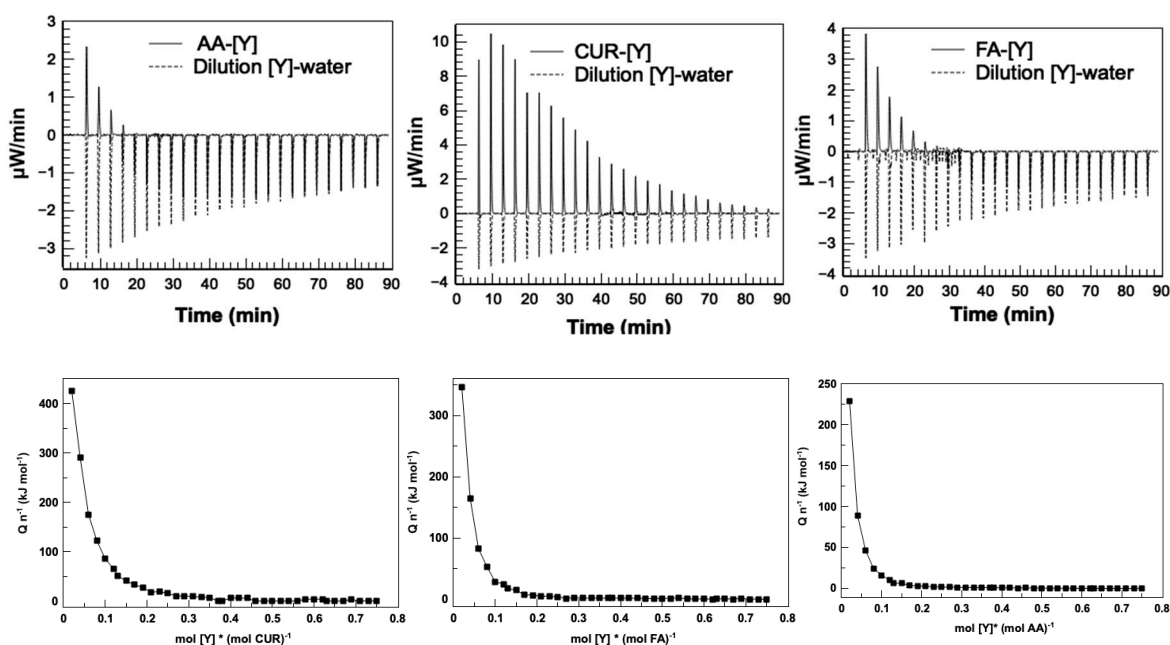 3
2
1
0
−1
−2
−3
AA-[Y]
Dilution [Y]-water
µW/min
0 10 20 30 40 50 60 70 80 90
Time (min)
10
8
6
4
2
0
−2
−4
CUR-[Y]
Dilution [Y]-water
µW/min
0 10 20 30 40 50 60 70 80 90
Time (min)
4
3
2
1
0
−1
−2
−3
−4
FA-[Y]
Dilution [Y]-water
µW/min
0 10 20 30 40 50 60 70 80 90
Time (min)
400
300
200
100
0
Q n⁻¹ (kJ mol⁻¹)
0 0.1 0.2 0.3 0.4 0.5 0.6 0.7 0.8
mol [Y] * (mol CUR)⁻¹
300
200
100
0
Q n⁻¹ (kJ mol⁻¹)
0 0.1 0.2 0.3 0.4 0.5 0.6 0.7 0.8
mol [Y] * (mol FA)⁻¹
250
200
150
100
50
0
Q n⁻¹ (kJ mol⁻¹)
0 0.1 0.2 0.3 0.4 0.5 0.6 0.7 0.8
mol [Y]* (mol AA)⁻¹